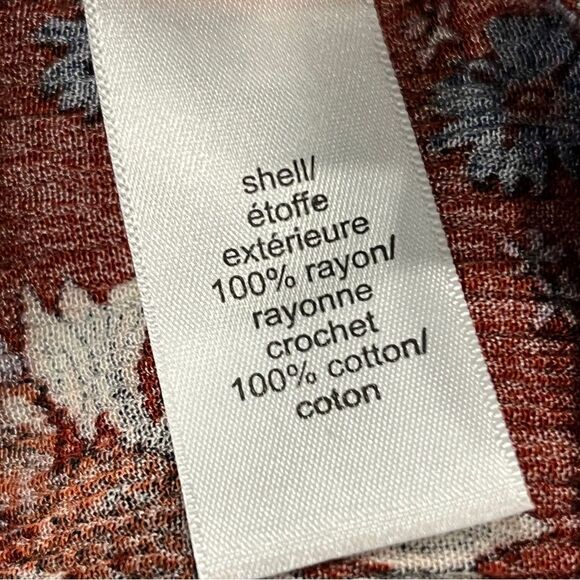 shell/
étoffe
extérieure
100% rayon/
rayonne
crochet
100% cotton/
coton